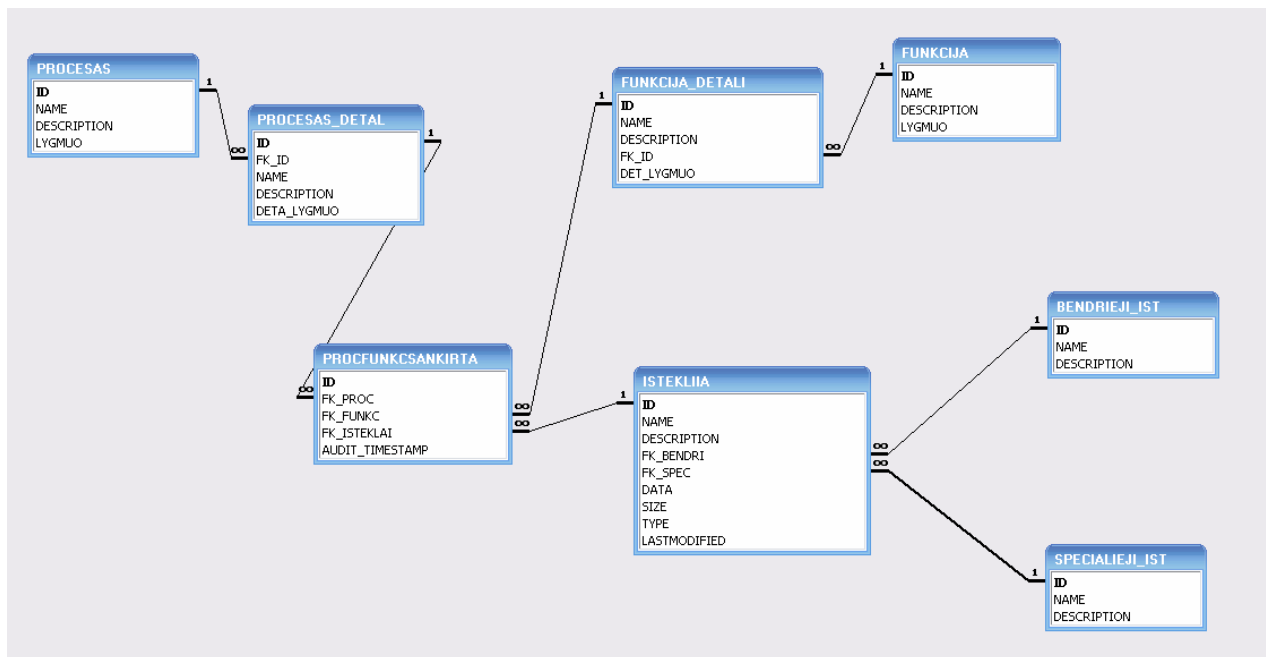 PROCESAS
ID
NAME
DESCRIPTION
LYGMUO
1
∞
PROCESAS_DETAL
ID
FK_ID
NAME
DESCRIPTION
DETA_LYGMUO
1
FUNKCIJA_DETALI
ID
NAME
DESCRIPTION
FK_ID
DET_LYGMUO
1
∞
FUNKCIJA
ID
NAME
DESCRIPTION
LYGMUO
1
PROCFUNKCSANKIRTA
ID
FK_PROC
FK_FUNKC
FK_ISTEKLAI
AUDIT_TIMESTAMP
∞
∞
∞
ISTEKLIIA
ID
NAME
DESCRIPTION
FK_BENDRI
FK_SPEC
DATA
SIZE
TYPE
LASTMODIFIED
1
∞
∞
BENDRIEJI_IST
ID
NAME
DESCRIPTION
1
SPECIALIEJI_IST
ID
NAME
DESCRIPTION
1